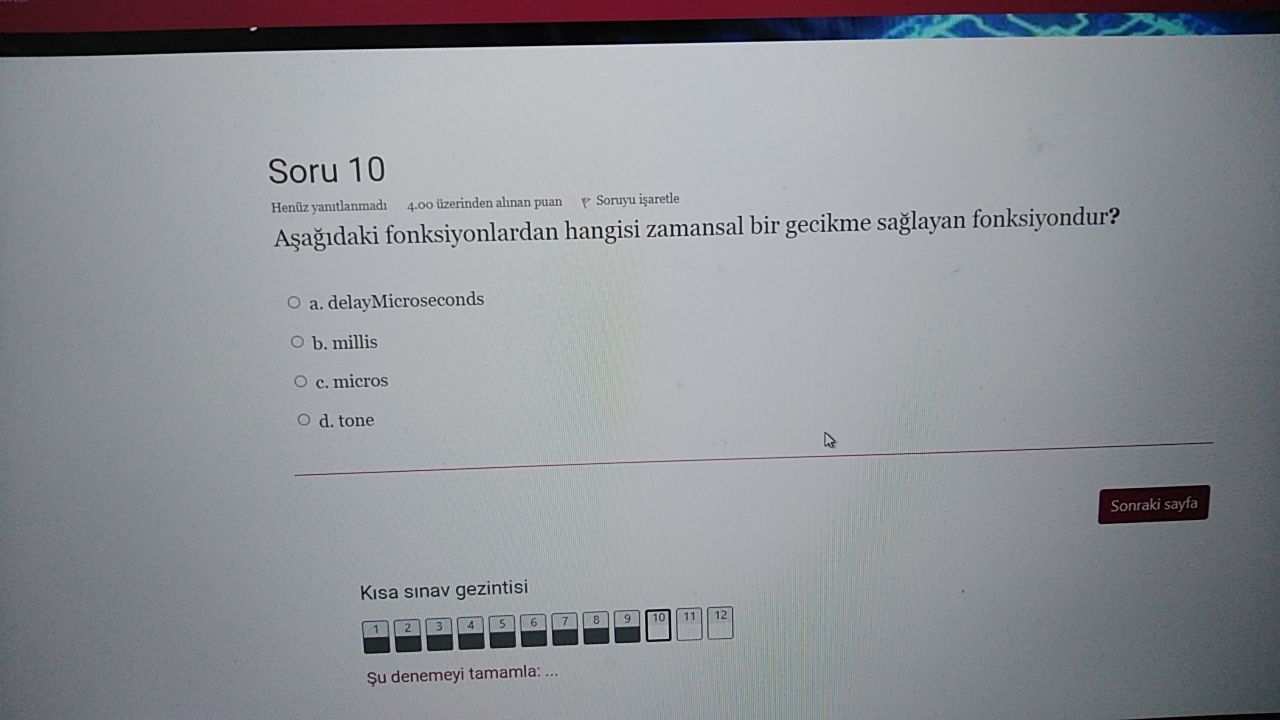 Soru 10
Henüz yanıtlanmadı 4.00 üzerinden alınan puan Soruyu işaretle
Aşağıdaki fonksiyonlardan hangisi zamansal bir gecikme sağlayan fonksiyondur?
a. delayMicroseconds
b. millis
c. micros
d. tone
Sonraki sayfa
Kısa sınav gezintisi
1 2 3 4 5 6 7 8 9 10 11 12
Şu denemeyi tamamla: ...